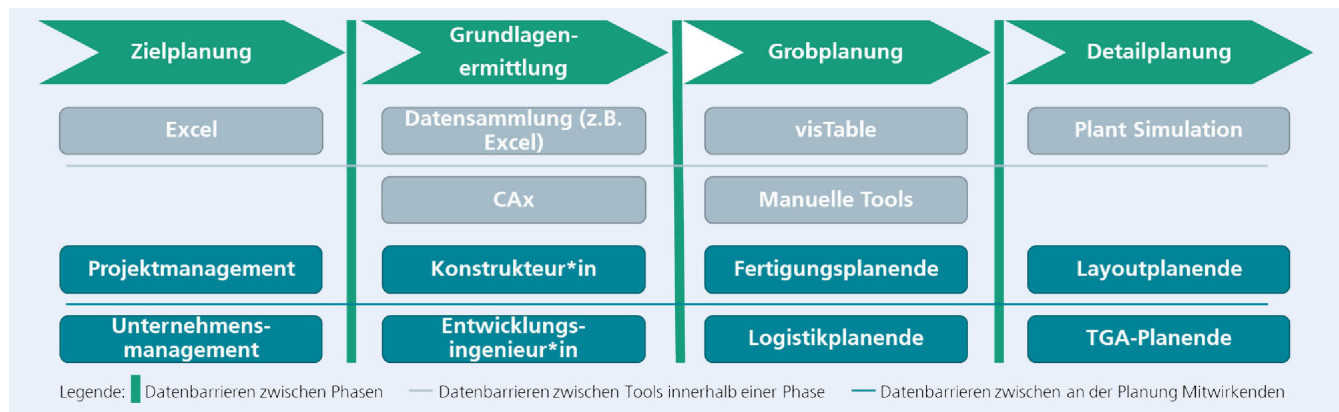 Zielplanung
Grundlagen-
ermittlung
Grobplanung
Detailplanung
Excel
Datensammlung (z.B.
Excel)
visTable
Plant Simulation
CAx
Manuelle Tools
Projektmanagement
Konstrukteur*in
Fertigungsplanende
Layoutplanende
Unternehmens-
management
Entwicklungs-
ingenieur*in
Logistikplanende
TGA-Planende
Legende: Datenbarrieren zwischen Phasen Datenbarrieren zwischen Tools innerhalb einer Phase Datenbarrieren zwischen an der Planung Mitwirkenden